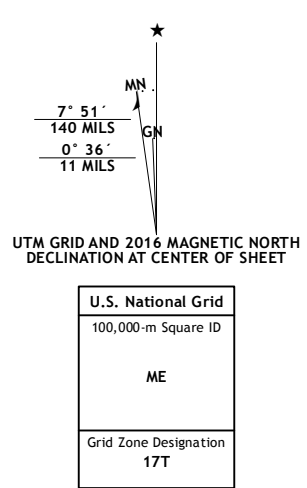 MN
7° 51´
140 MILS
GN
0° 36´
11 MILS
UTM GRID AND 2016 MAGNETIC NORTH
DECLINATION AT CENTER OF SHEET
U.S. National Grid
100,000-m Square ID
ME
Grid Zone Designation
17T